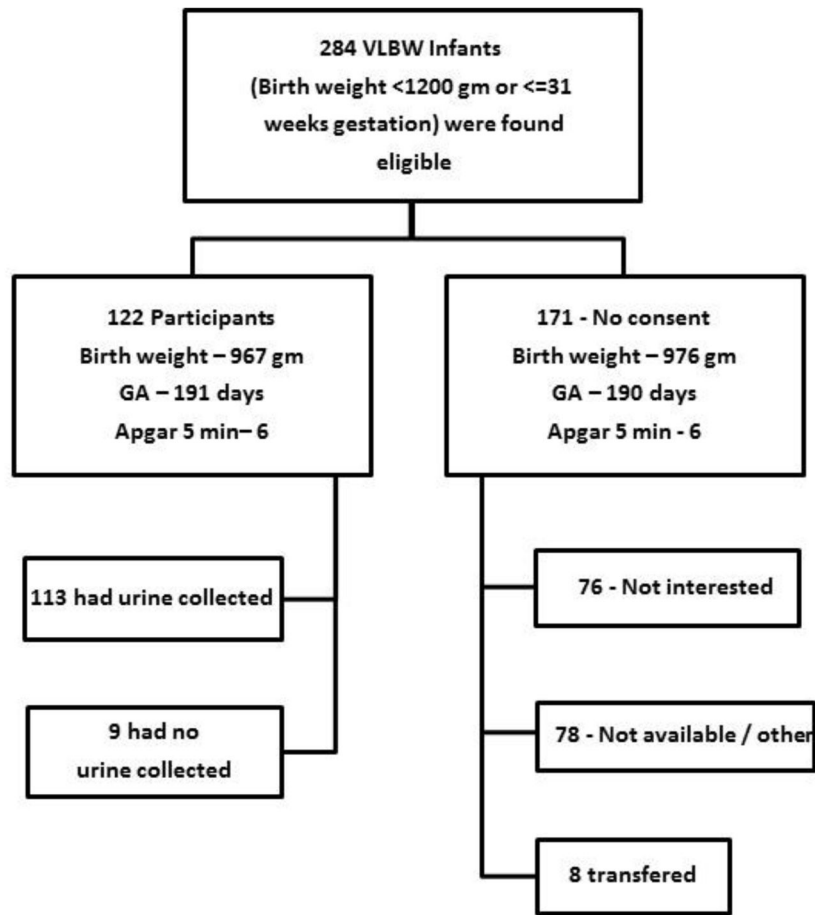 284 VLBW Infants
(Birth weight <1200 gm or <=31
weeks gestation) were found
eligible
122 Participants
Birth weight – 967 gm
GA – 191 days
Apgar 5 min– 6
171 - No consent
Birth weight – 976 gm
GA – 190 days
Apgar 5 min - 6
113 had urine collected
9 had no
urine collected
76 - Not interested
78 - Not available / other
8 transfered